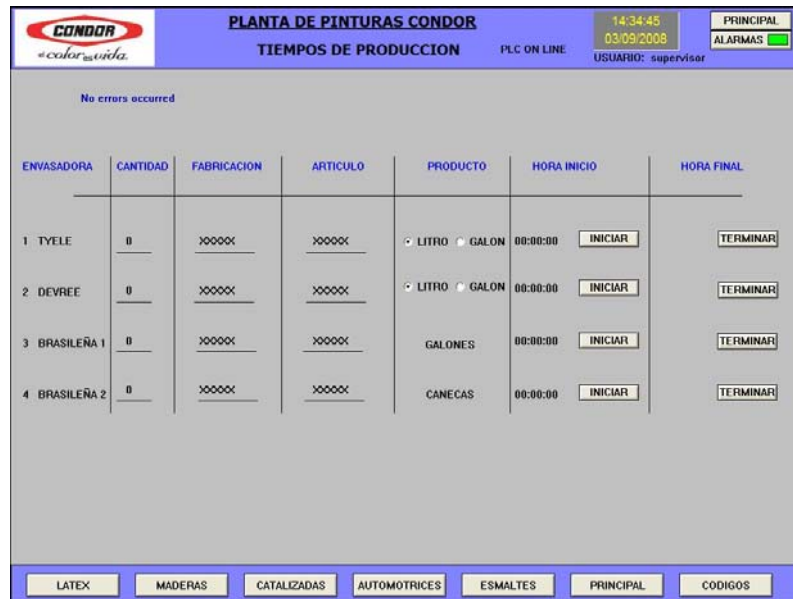 CONDOR
el color es vida.
PLANTA DE PINTURAS CONDOR
TIEMPOS DE PRODUCCION
PLC ON LINE
14:34:45
03/09/2008
USUARIO: supervisor
PRINCIPAL
ALARMAS
No errors occurred
ENVASADORA CANTIDAD FABRICACION ARTICULO PRODUCTO HORA INICIO HORA FINAL
1 TYELE 0 XXXXX XXXXX LITRO GALON 00:00:00 INICIAR TERMINAR
2 DEVREE 0 XXXXX XXXXX LITRO GALON 00:00:00 INICIAR TERMINAR
3 BRASILEÑA 1 0 XXXXX XXXXX GALONES 00:00:00 INICIAR TERMINAR
4 BRASILEÑA 2 0 XXXXX XXXXX CANECAS 00:00:00 INICIAR TERMINAR
LATEX MADERAS CATALIZADAS AUTOMOTRICES ESMALTES PRINCIPAL CODIGOS